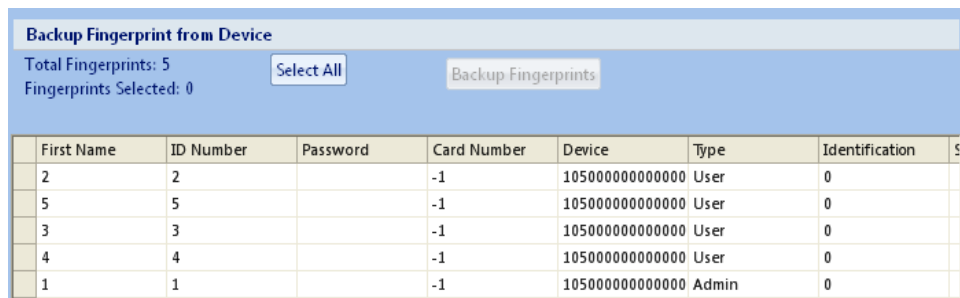 Backup Fingerprint from Device
Total Fingerprints: 5
Select All
Backup Fingerprints
Fingerprints Selected: 0
First Name ID Number Password Card Number Device Type Identification
2 2 -1 105000000000000 User 0
5 5 -1 105000000000000 User 0
3 3 -1 105000000000000 User 0
4 4 -1 105000000000000 User 0
1 1 -1 105000000000000 Admin 0